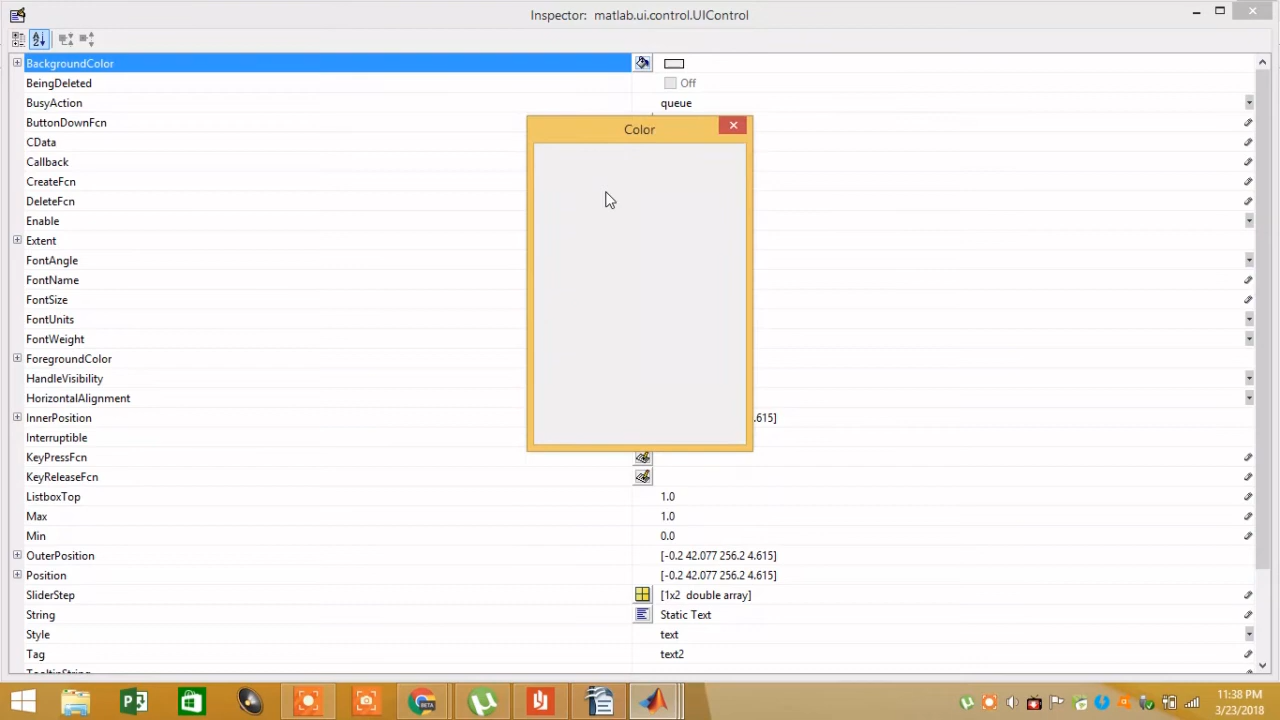 Inspector: matlab.ui.control.UIControl
BackgroundColor
BeingDeleted Off
BusyAction queue
ButtonDownFcn
Color
CData
Callback
CreateFcn
DeleteFcn
Enable
Extent
FontAngle
FontName
FontSize
FontUnits
FontWeight
ForegroundColor
HandleVisibility
HorizontalAlignment
InnerPosition .615]
Interruptible
KeyPressFcn
KeyReleaseFcn
ListboxTop 1.0
Max 1.0
Min 0.0
OuterPosition [-0.2 42.077 256.2 4.615]
Position [-0.2 42.077 256.2 4.615]
SliderStep [1x2 double array]
String Static Text
Style text
Tag text2
TooltipString
BETA
11:38 PM
3/23/2018